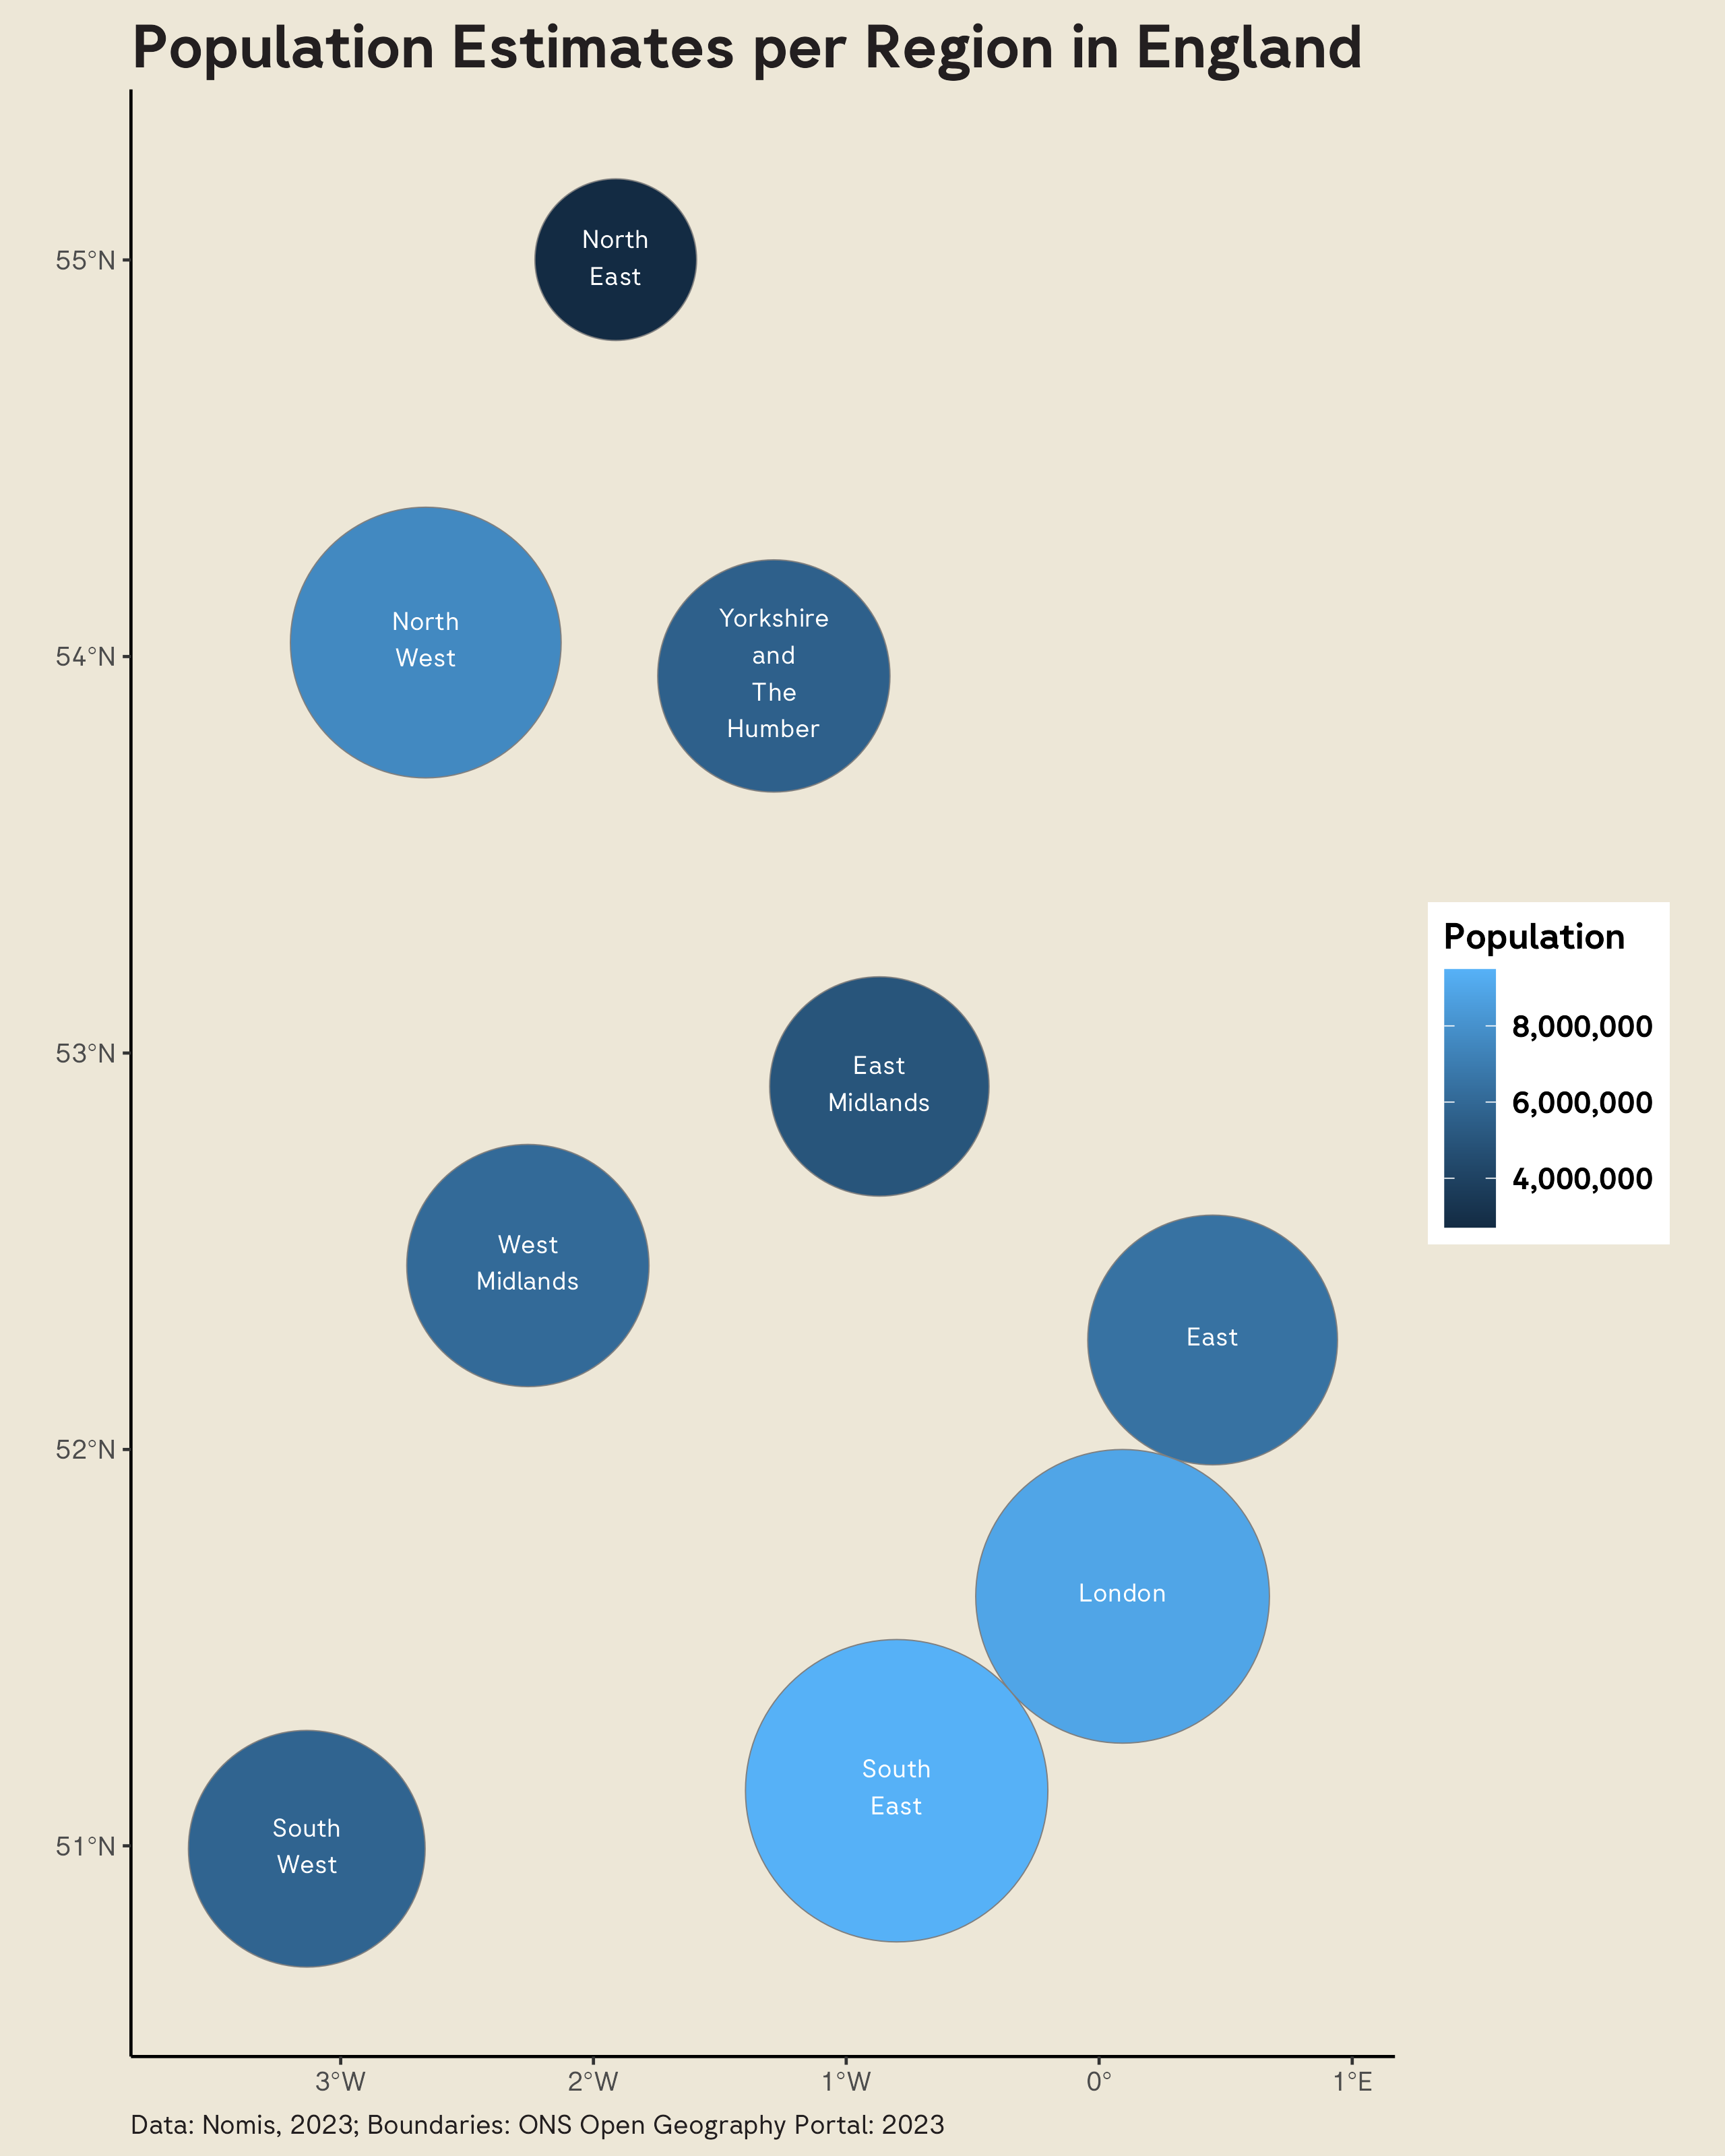 Population Estimates per Region in England
55°N
54°N
53°N
52°N
51°N
North
East
North
West
Yorkshire
and
The
Humber
East
Midlands
West
Midlands
East
London
South
East
South
West
Population
8,000,000
6,000,000
4,000,000
3°W
2°W
1°W
0°
1°E
Data: Nomis, 2023; Boundaries: ONS Open Geography Portal: 2023